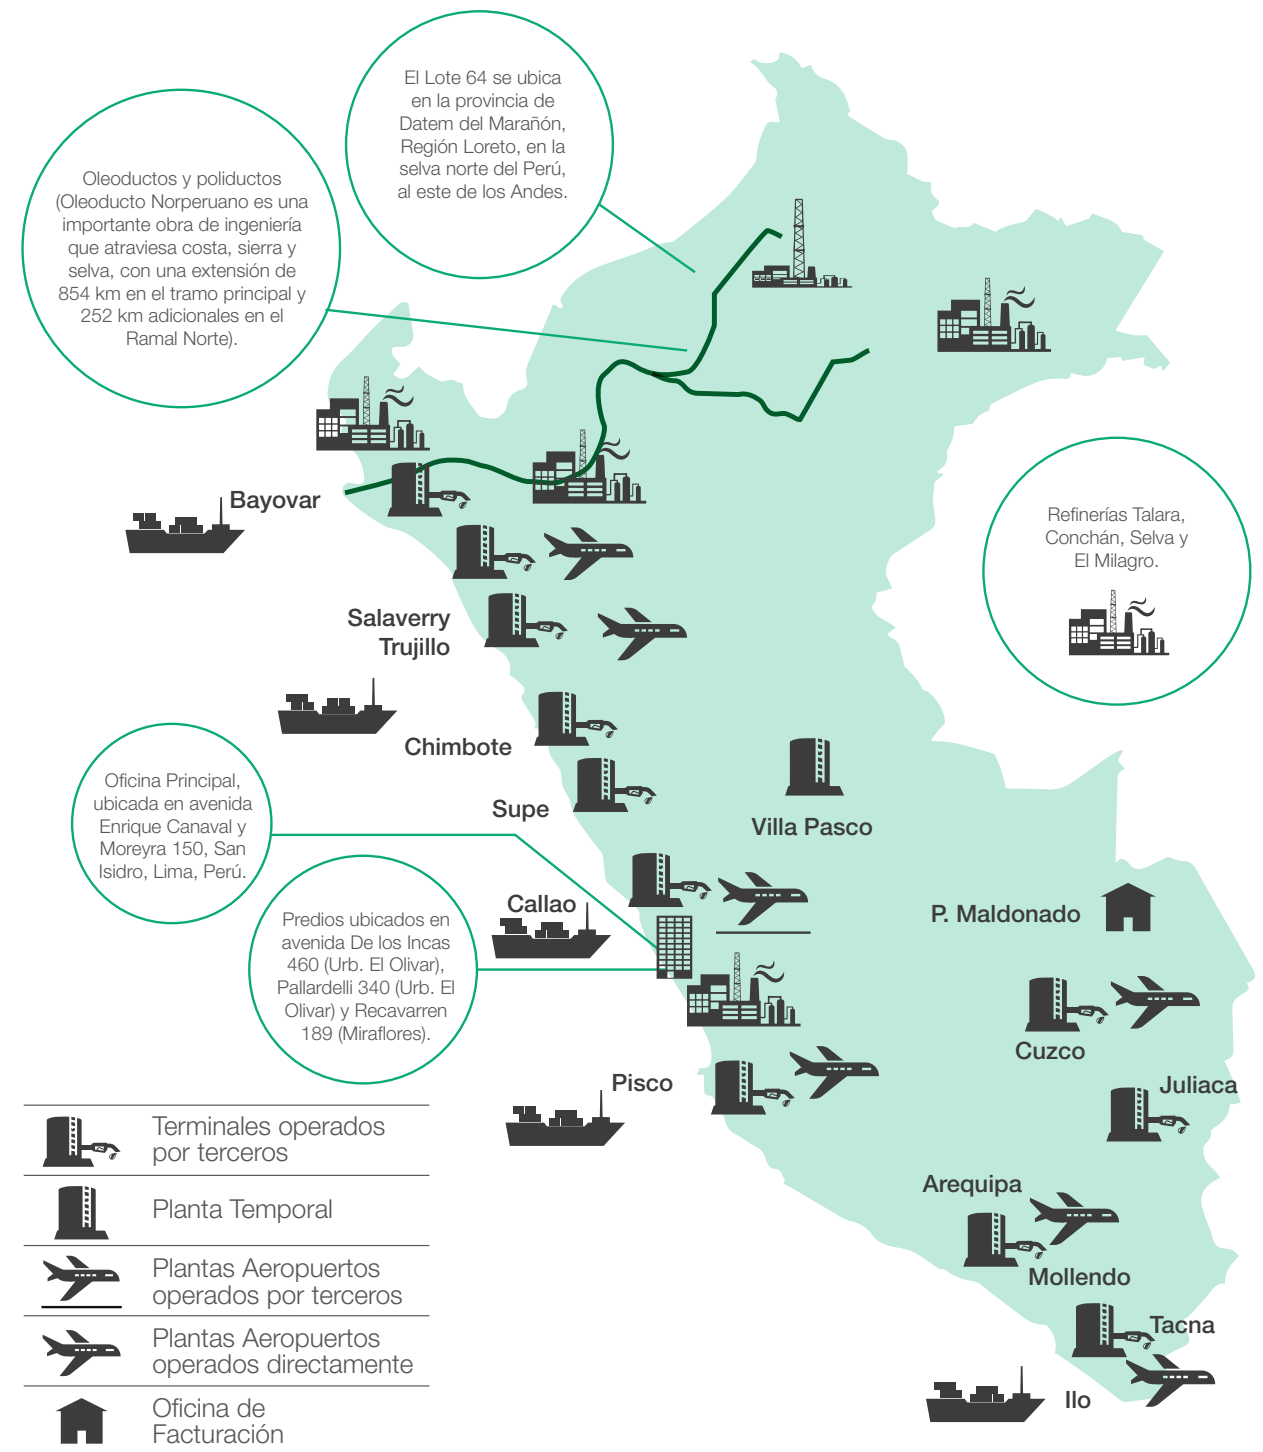 El Lote 64 se ubica
en la provincia de
Datem del Marañón,
Región Loreto, en la
selva norte del Perú,
al este de los Andes.
Oleoductos y poliductos
(Oleoducto Norperuano es una
importante obra de ingeniería
que atraviesa costa, sierra y
selva, con una extensión de
854 km en el tramo principal y
252 km adicionales en el
Ramal Norte).
Bayovar
Refinerías Talara,
Conchán, Selva y
El Milagro.
Salaverry
Trujillo
Chimbote
Supe
Villa Pasco
Oficina Principal,
ubicada en avenida
Enrique Canaval y
Moreyra 150, San
Isidro, Lima, Perú.
Callao
P. Maldonado
Predios ubicados en
avenida De los Incas
460 (Urb. El Olivar),
Pallardelli 340 (Urb. El
Olivar) y Recavarren
189 (Miraflores).
Cuzco
Pisco
Juliaca
Arequipa
Mollendo
Tacna
Ilo
Terminales operados
por terceros
Planta Temporal
Plantas Aeropuertos
operados por terceros
Plantas Aeropuertos
operados directamente
Oficina de
Facturación